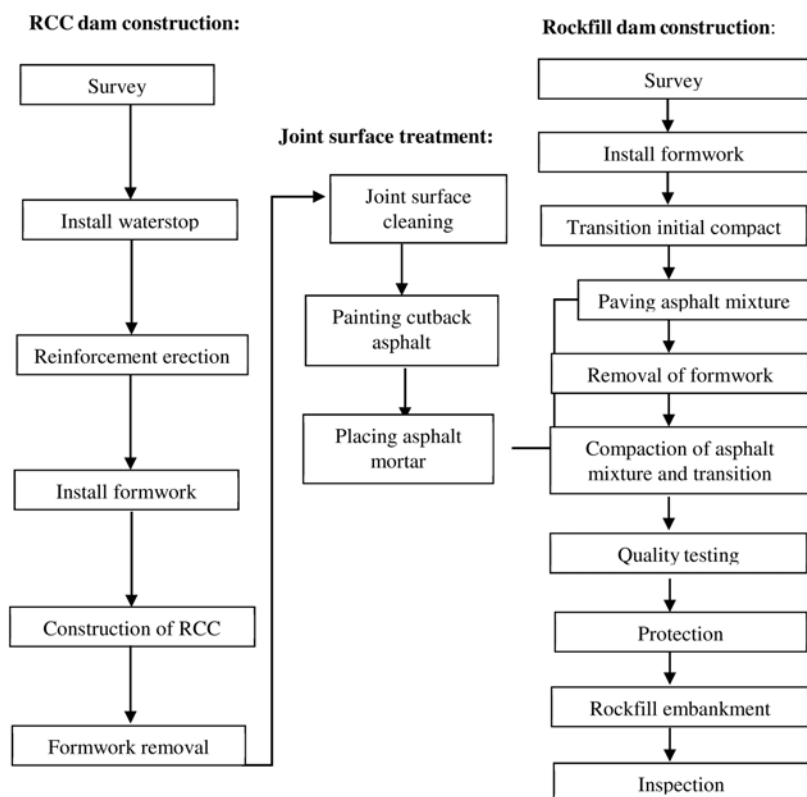 RCC dam construction:
Survey
Install waterstop
Reinforcement erection
Install formwork
Construction of RCC
Formwork removal
Joint surface treatment:
Joint surface
cleaning
Painting cutback
asphalt
Placing asphalt
mortar
Rockfill dam construction:
Survey
Install formwork
Transition initial compact
Paving asphalt mixture
Removal of formwork
Compaction of asphalt
mixture and transition
Quality testing
Protection
Rockfill embankment
Inspection